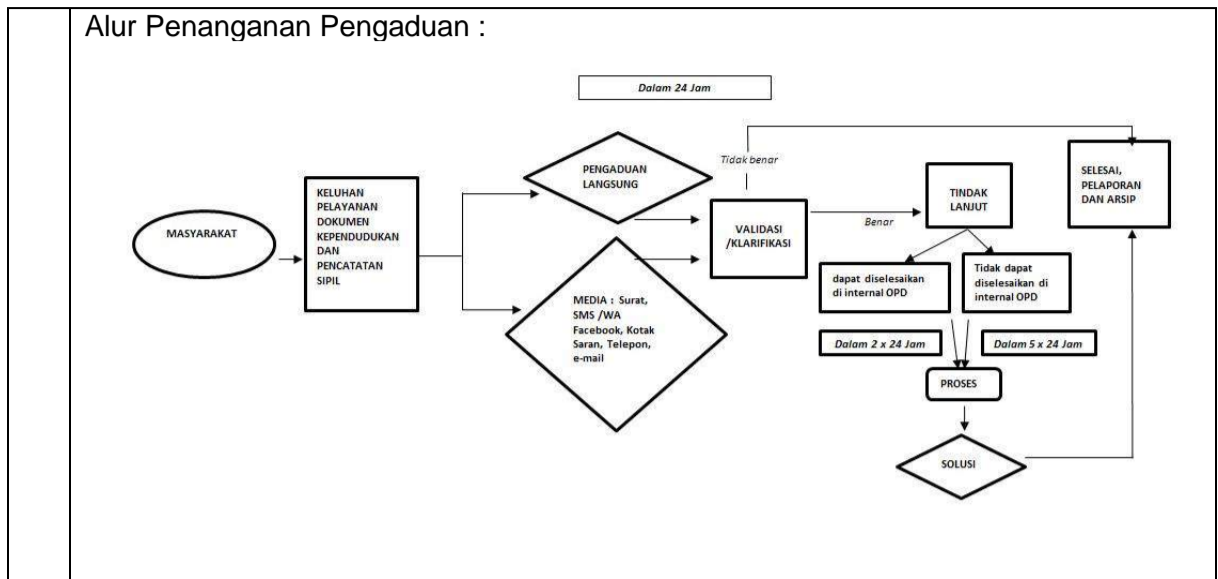 Alur Penanganan Pengaduan :
Dalam 24 Jam
MASYARAKAT
KELUHAN
PELAYANAN
DOKUMEN
KEPENDUDUKAN
DAN
PENCATATAN
SIPIL
PENGADUAN
LANGSUNG
MEDIA : Surat,
SMS /WA
Facebook, Kotak
Saran, Telepon,
e-mail
VALIDASI
/KLARIFIKASI
Tidak benar
Benar
TINDAK
LANJUT
SELESAI,
PELAPORAN
DAN ARSIP
dapat diselesaikan
di internal OPD
Tidak dapat
diselesaikan di
internal OPD
Dalam 2 x 24 Jam
Dalam 5 x 24 Jam
PROSES
SOLUSI